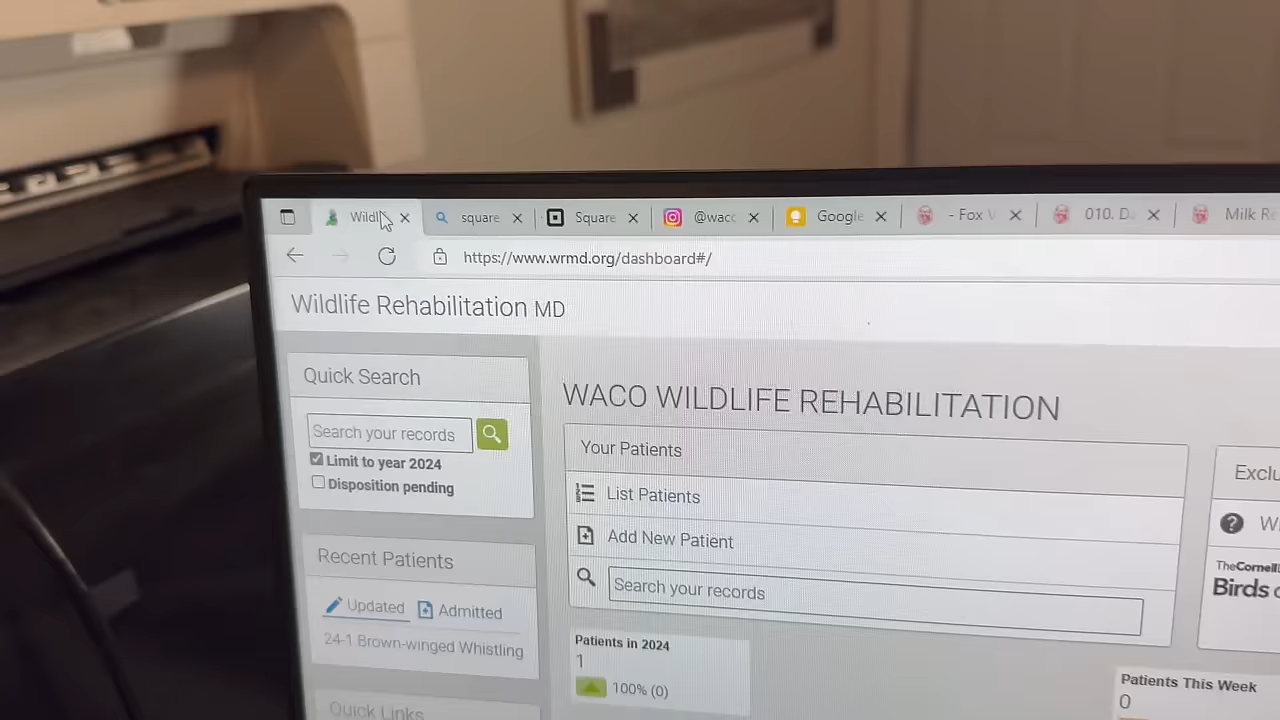 Wildl
square
Square
@wacc
Google
- Fox V
010. D
Milk R
https://www.wrmd.org/dashboard#/
Wildlife Rehabilitation MD
Quick Search
Search your records
Limit to year 2024
Disposition pending
Recent Patients
Updated
Admitted
24-1 Brown-winged Whistling
Quick Links
WACO WILDLIFE REHABILITATION
Your Patients
List Patients
Add New Patient
Search your records
Patients in 2024
1
100% (0)
Exclu
W
TheCornell
Birds o
Patients This Week
0